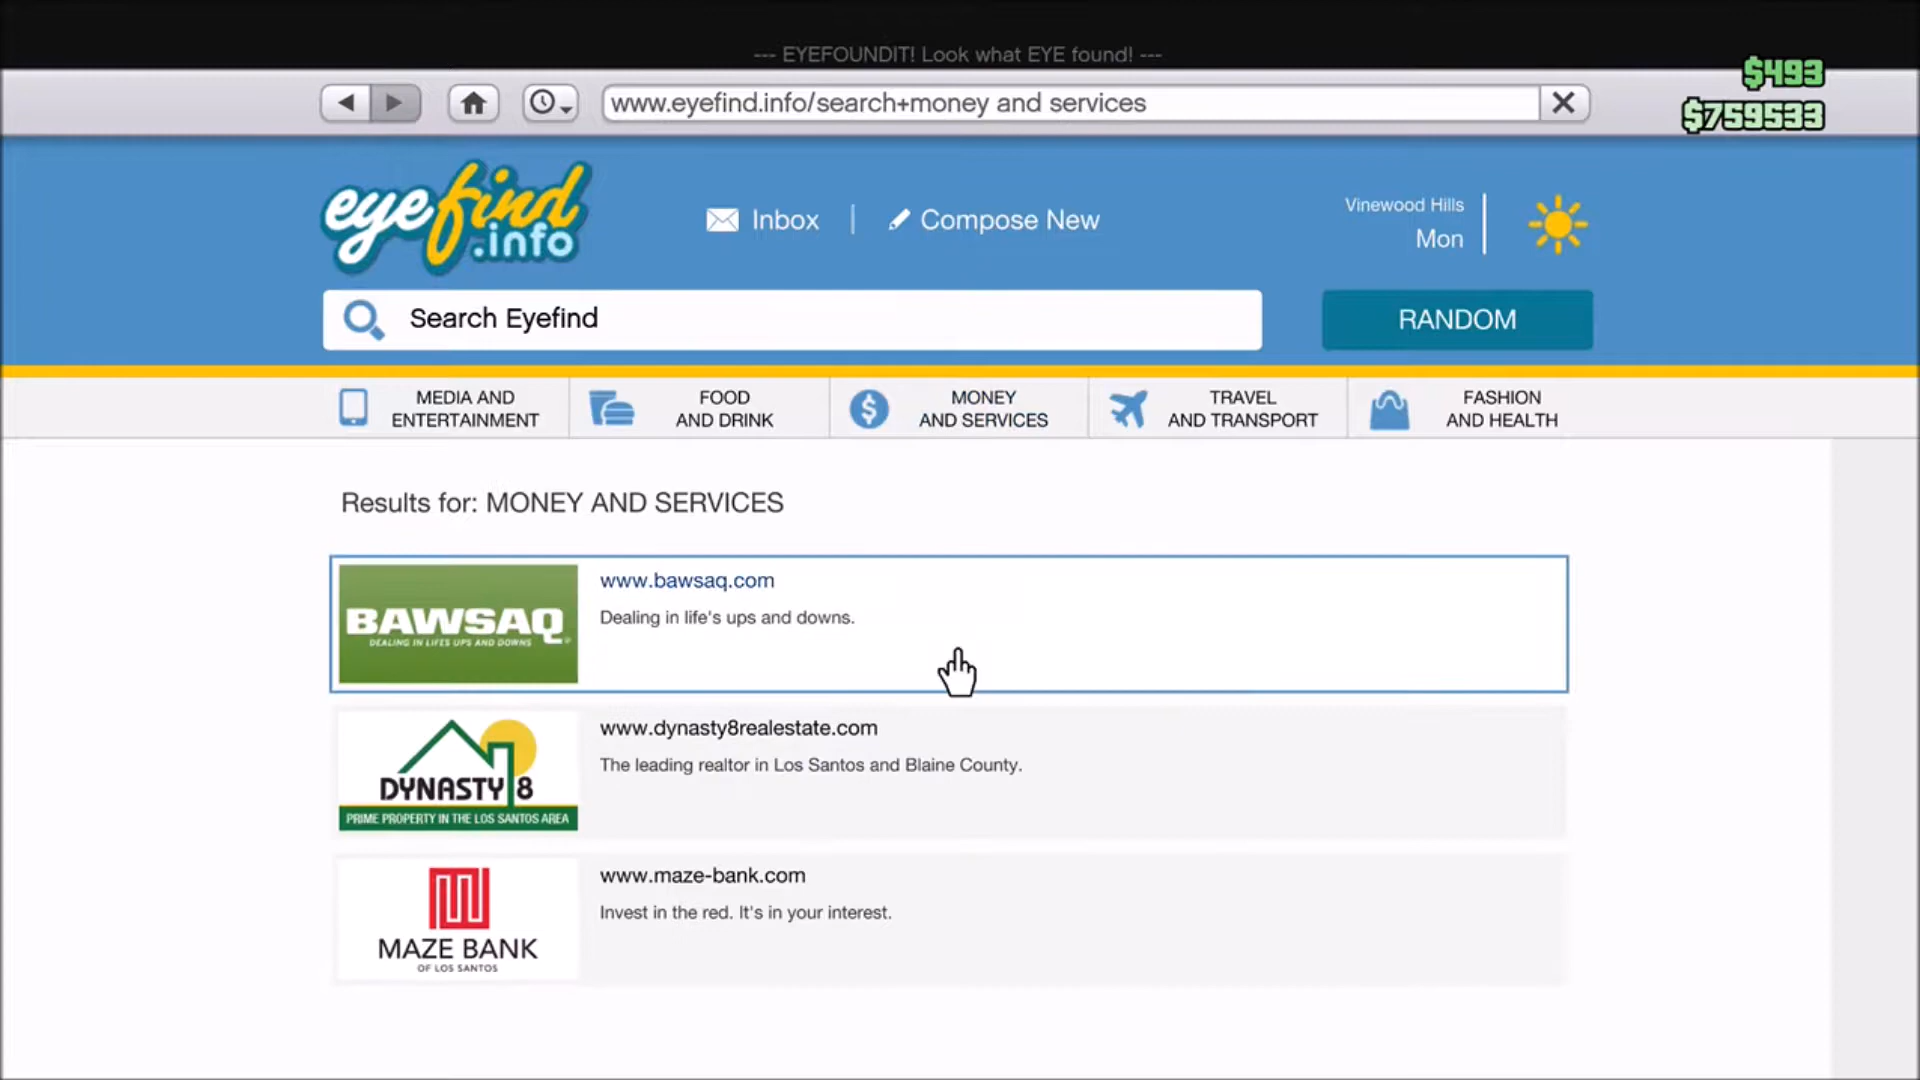 --- EYEFOUNDIT! Look what EYE found! ---
$493
www.eyefind.info/search+money and services
$759533
eyefind
.info
Inbox
Compose New
Vinewood Hills
Mon
Search Eyefind
RANDOM
MEDIA AND
ENTERTAINMENT
FOOD
AND DRINK
MONEY
AND SERVICES
TRAVEL
AND TRANSPORT
FASHION
AND HEALTH
Results for: MONEY AND SERVICES
BAWSAQ
DEALING IN LIFES UPS AND DOWNS
www.bawsaq.com
Dealing in life's ups and downs.
DYNASTY 8
PRIME PROPERTY IN THE LOS SANTOS AREA
www.dynasty8realestate.com
The leading realtor in Los Santos and Blaine County.
MAZE BANK
OF LOS SANTOS
www.maze-bank.com
Invest in the red. It's in your interest.